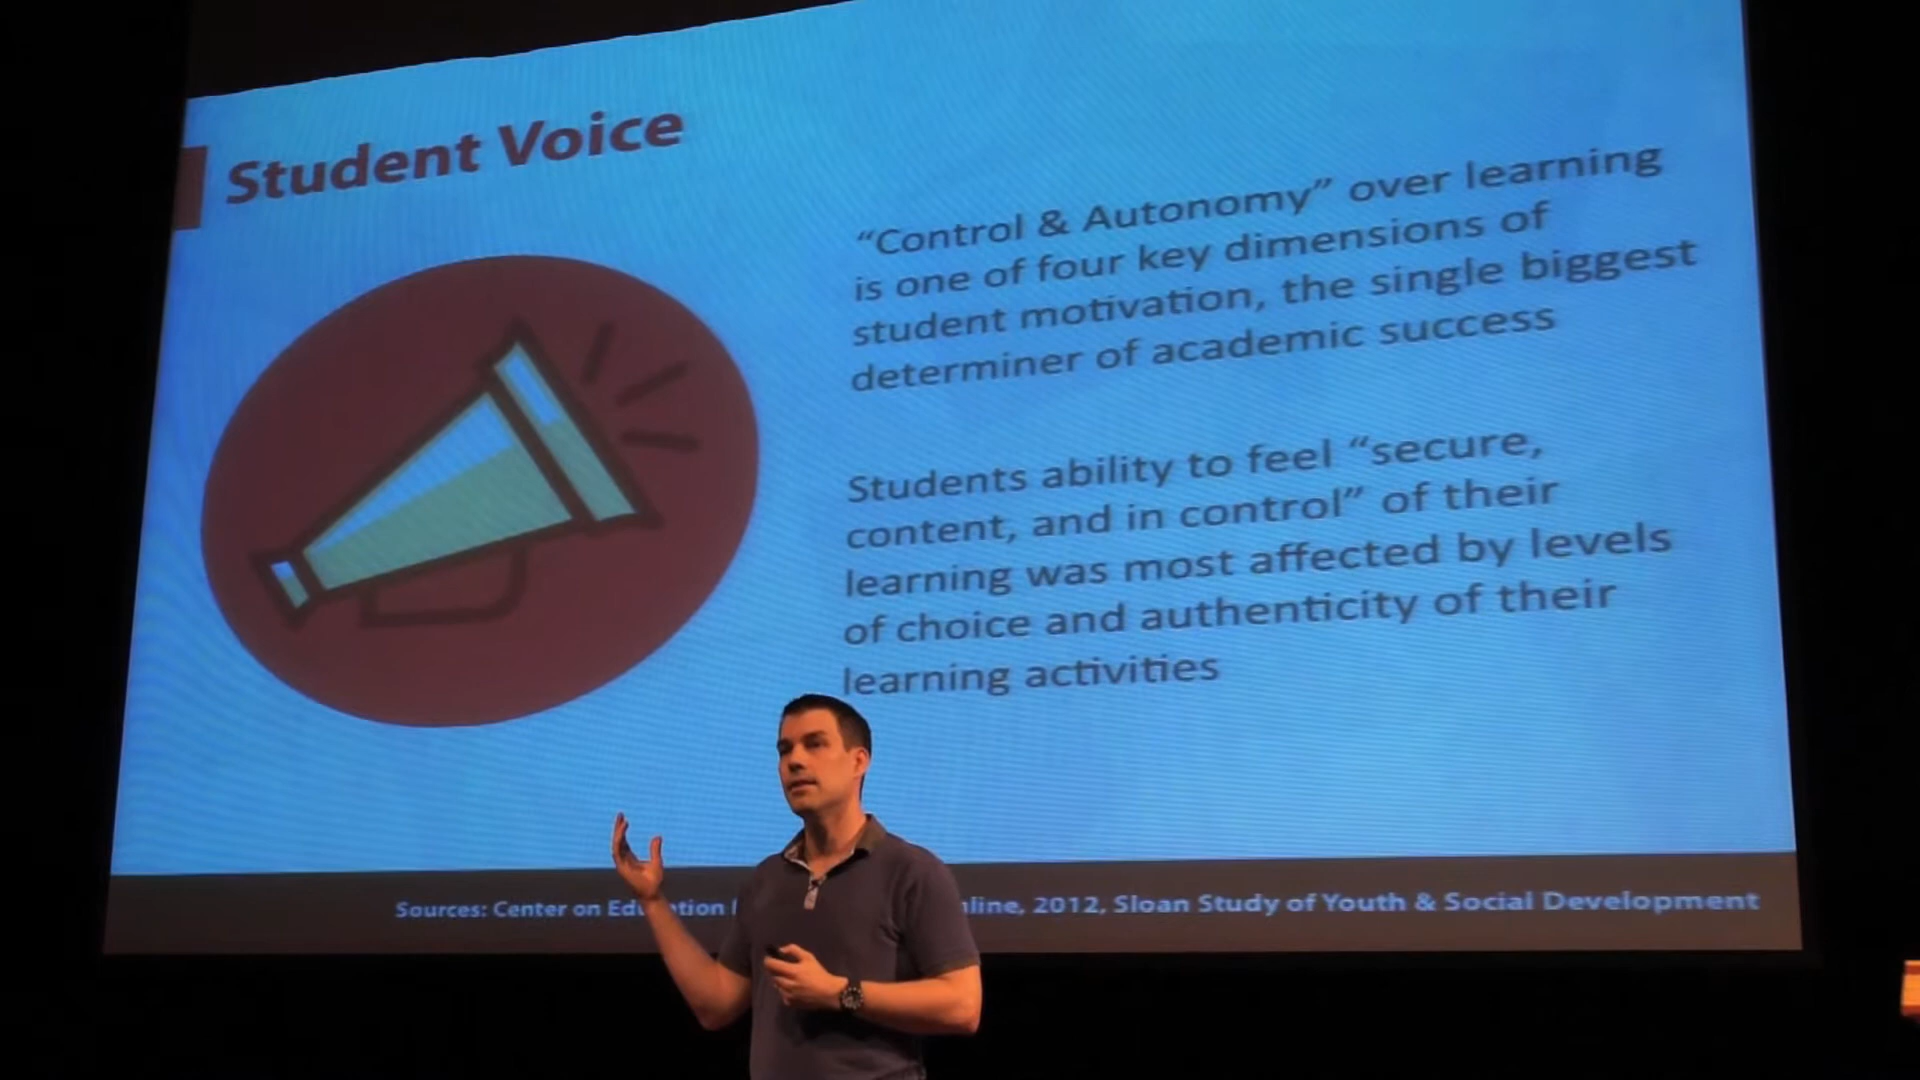 Student Voice
“Control & Autonomy” over learning
is one of four key dimensions of
student motivation, the single biggest
determiner of academic success
Students ability to feel “secure,
content, and in control” of their
learning was most affected by levels
of choice and authenticity of their
learning activities
Sources: Center on 2012, Sloan Study of Youth & Social Development